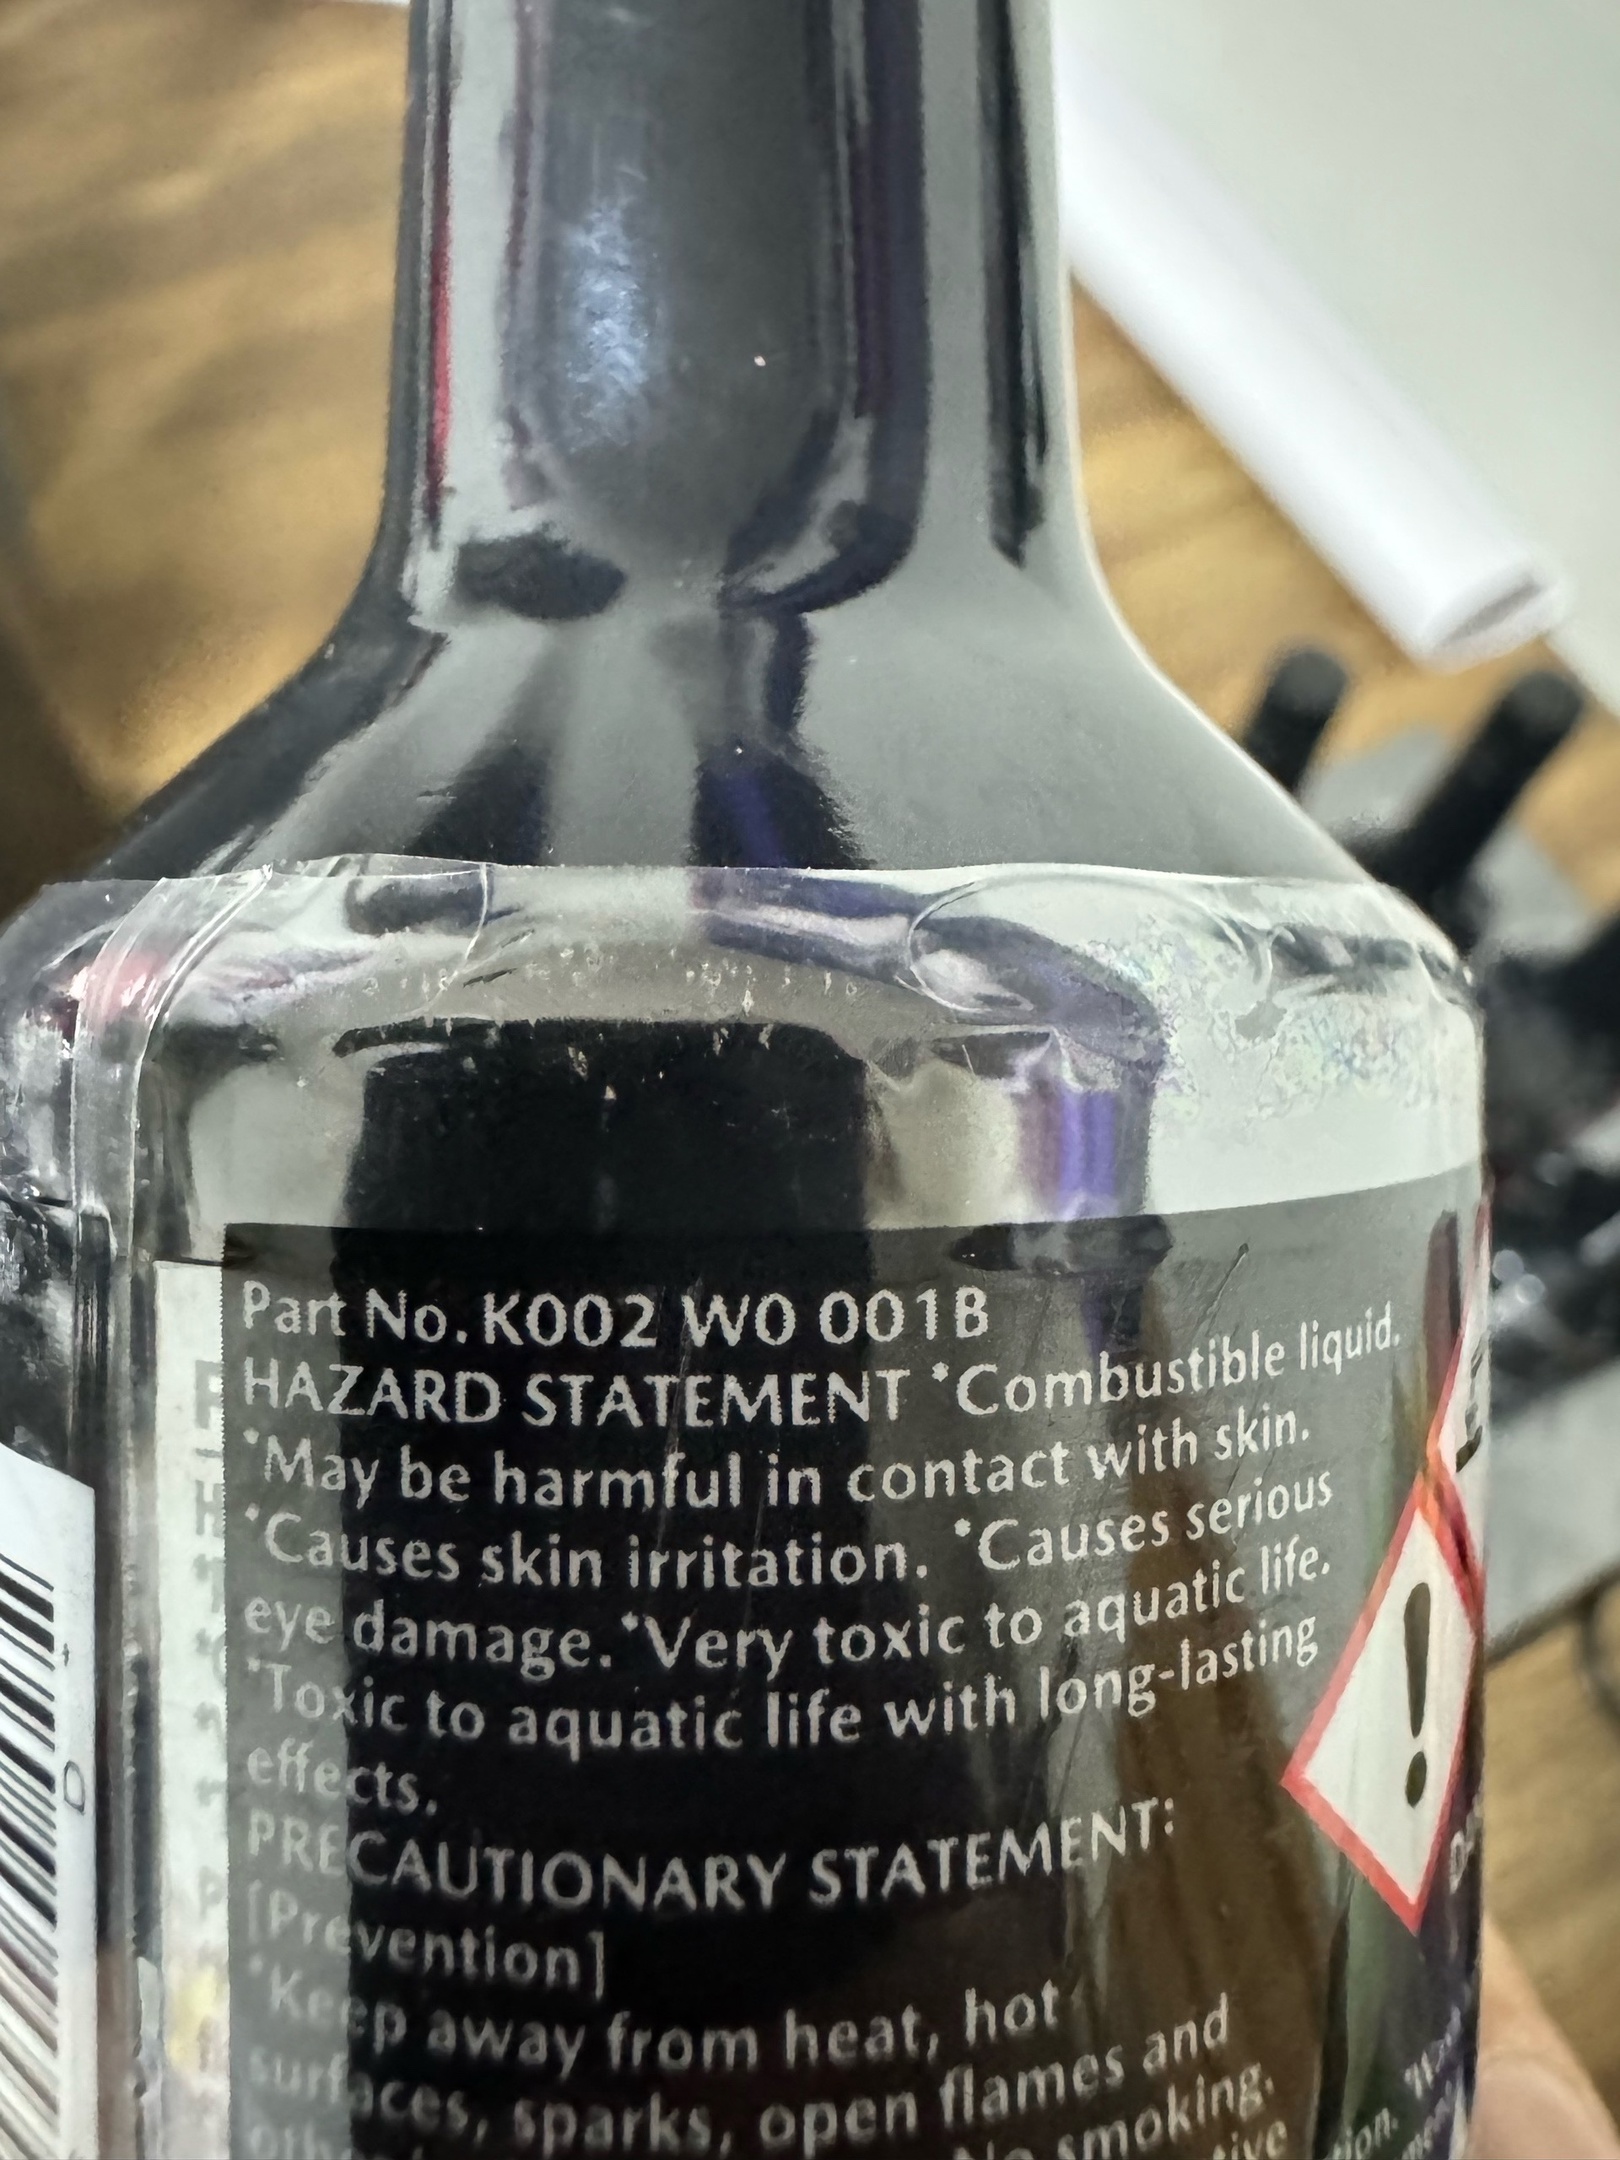 Part No. K002 W0 001B
HAZARD STATEMENT *Combustible liquid.
*May be harmful in contact with skin.
*Causes skin irritation. *Causes serious
eye damage. *Very toxic to aquatic life.
*Toxic to aquatic life with long-lasting
effects.
PRECAUTIONARY STATEMENT:
[Prevention]
*Keep away from heat, hot
surfaces, sparks, open flames and
No smoking.